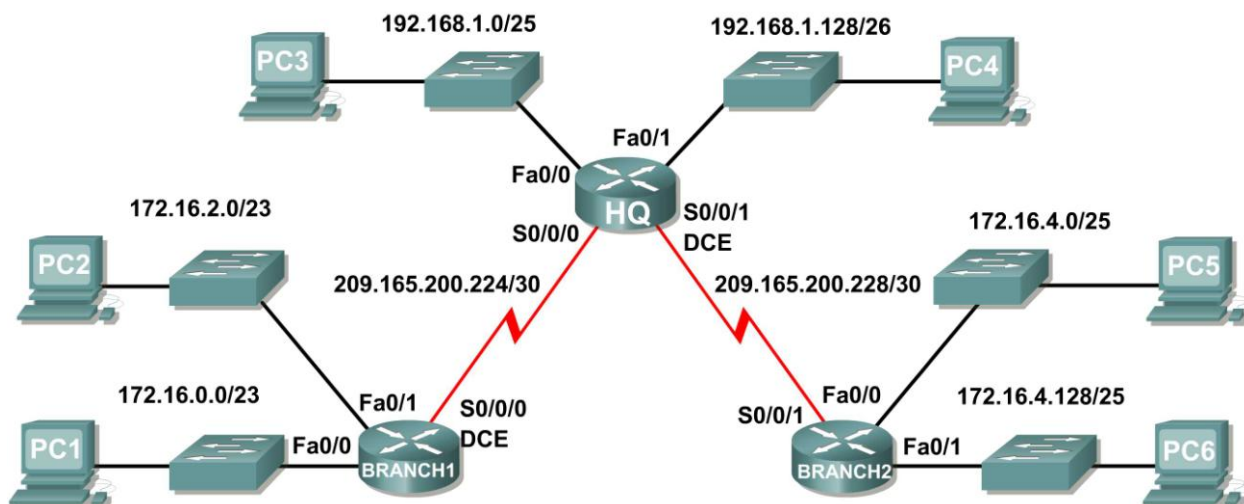 192.168.1.0/25
192.168.1.128/26
PC3
PC4
Fa0/1
Fa0/0
HQ
172.16.2.0/23
S0/0/0
S0/0/1
DCE
172.16.4.0/25
PC2
PC5
209.165.200.224/30
209.165.200.228/30
172.16.0.0/23
Fa0/1
S0/0/0
DCE
Fa0/0
S0/0/1
172.16.4.128/25
PC1
Fa0/0
BRANCH1
BRANCH2
Fa0/1
PC6